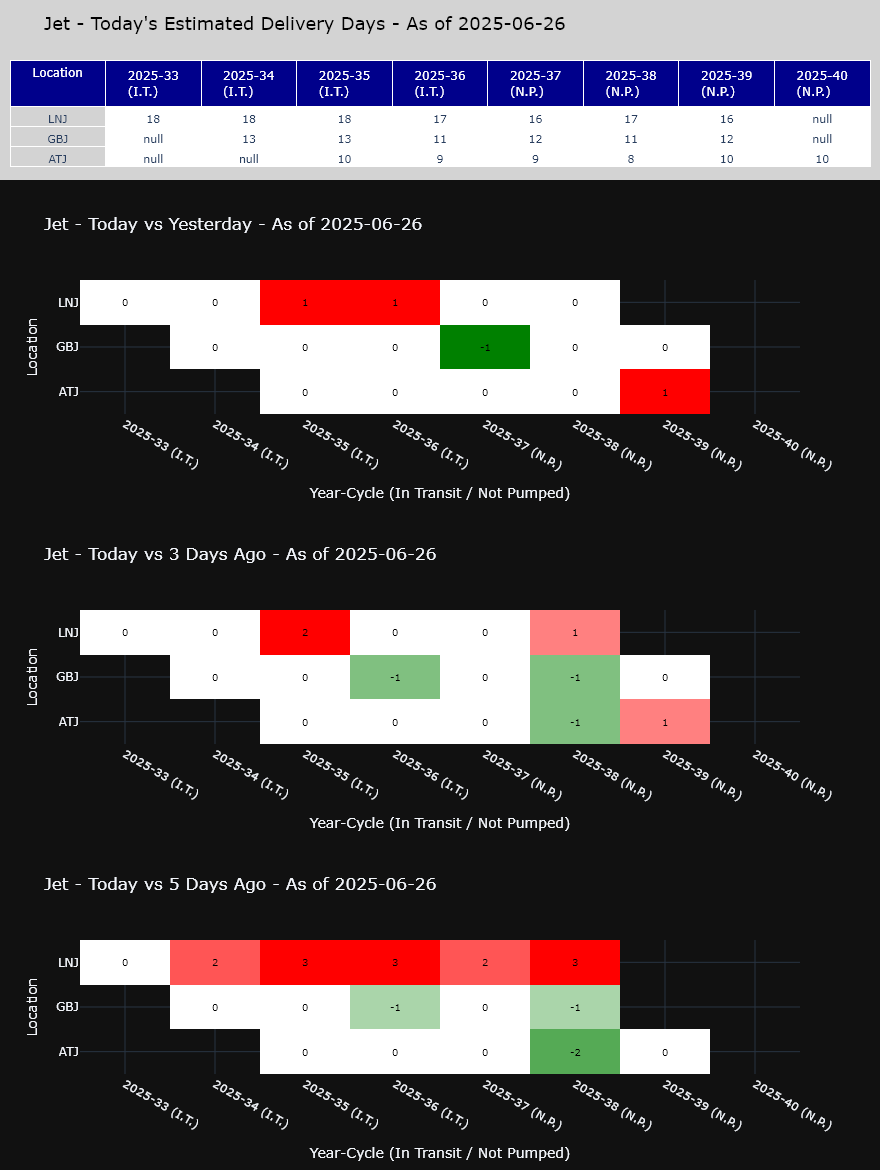 Jet - Today's Estimated Delivery Days - As of 2025-06-26
Location 2025-33 (I.T.) 2025-34 (I.T.) 2025-35 (I.T.) 2025-36 (I.T.) 2025-37 (N.P.) 2025-38 (N.P.) 2025-39 (N.P.) 2025-40 (N.P.)
LNJ 18 18 18 17 16 17 16 null
GBJ null 13 13 11 12 11 12 null
ATJ null null 10 9 9 8 10 10
Jet - Today vs Yesterday - As of 2025-06-26
Location
LNJ 0 0 1 1 0 0
GBJ 0 0 0 -1 0 0
ATJ 0 0 0 0 1
2025-33 (I.T.) 2025-34 (I.T.) 2025-35 (I.T.) 2025-36 (I.T.) 2025-37 (N.P.) 2025-38 (N.P.) 2025-39 (N.P.) 2025-40 (N.P.)
Year-Cycle (In Transit / Not Pumped)
Jet - Today vs 3 Days Ago - As of 2025-06-26
Location
LNJ 0 0 2 0 0 1
GBJ 0 0 -1 0 -1 0
ATJ 0 0 0 -1 1
2025-33 (I.T.) 2025-34 (I.T.) 2025-35 (I.T.) 2025-36 (I.T.) 2025-37 (N.P.) 2025-38 (N.P.) 2025-39 (N.P.) 2025-40 (N.P.)
Year-Cycle (In Transit / Not Pumped)
Jet - Today vs 5 Days Ago - As of 2025-06-26
Location
LNJ 0 2 3 3 2 3
GBJ 0 0 -1 0 -1
ATJ 0 0 0 -2 0
2025-33 (I.T.) 2025-34 (I.T.) 2025-35 (I.T.) 2025-36 (I.T.) 2025-37 (N.P.) 2025-38 (N.P.) 2025-39 (N.P.) 2025-40 (N.P.)
Year-Cycle (In Transit / Not Pumped)